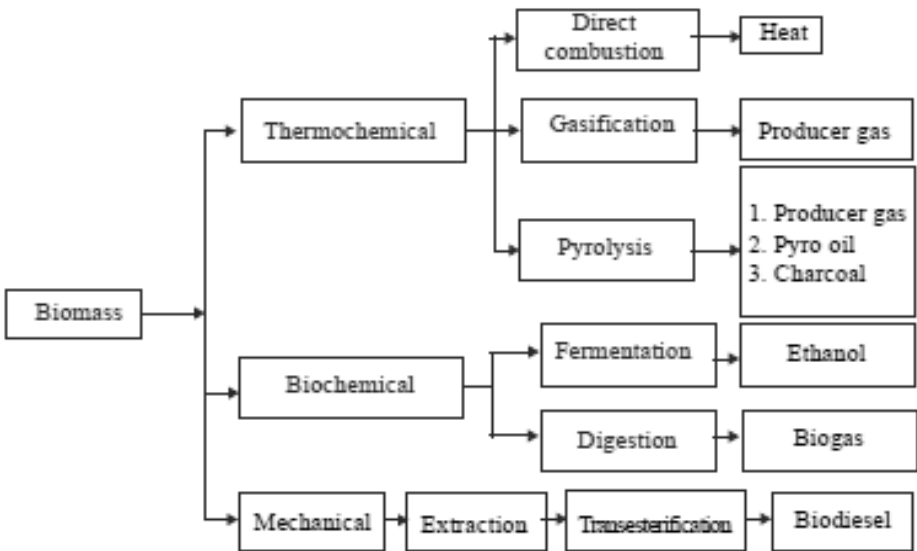 Direct
combustion
Heat
Thermochemical
Gasification
Producer gas
Pyrolysis
1. Producer gas
2. Pyro oil
3. Charcoal
Biomass
Biochemical
Fermentation
Ethanol
Digestion
Biogas
Mechanical
Extraction
Transesterification
Biodiesel